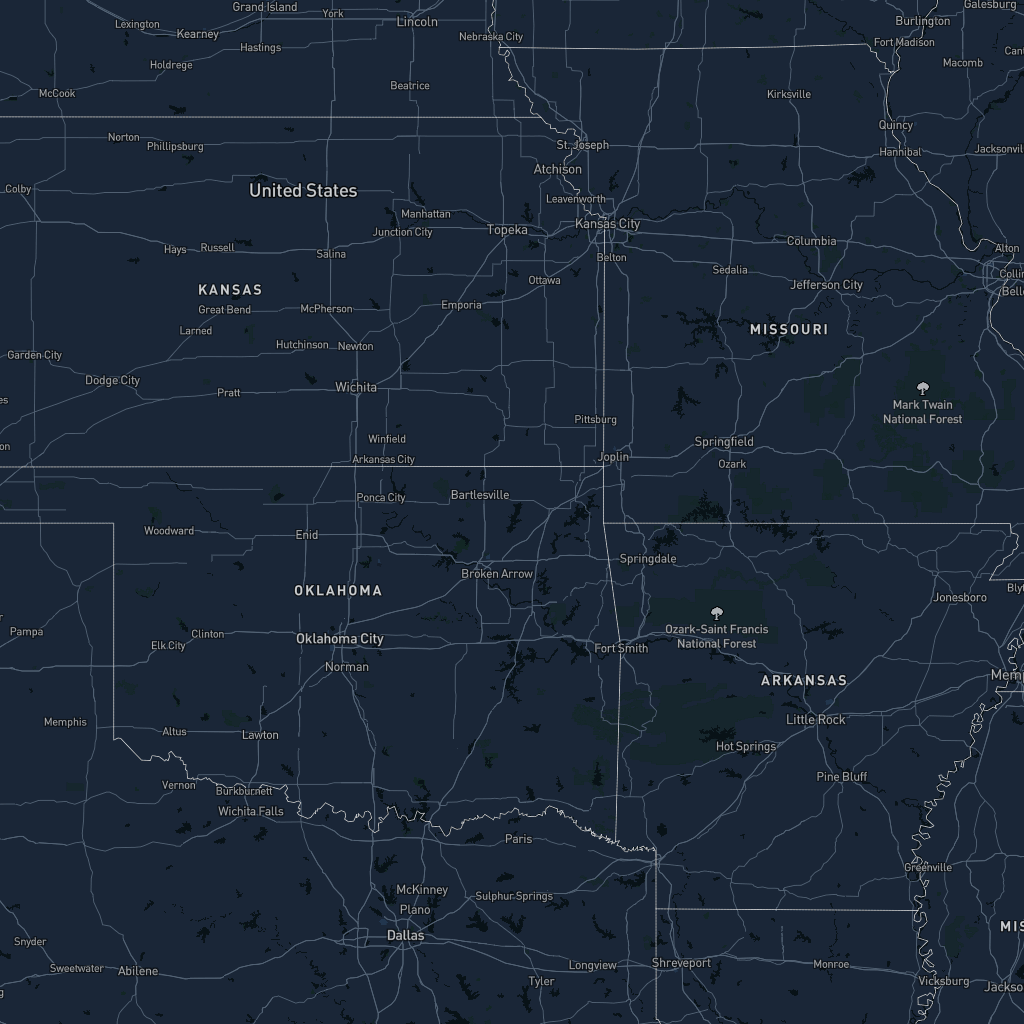 Grand Island
York
Lexington
Kearney
Lincoln
Burlington
Hastings
Nebraska City
Fort Madison
Holdrege
Macomb
McCook
Beatrice
Kirksville
Quincy
Norton
Phillipsburg
St. Joseph
Hannibal
Atchison
Colby
United States
Leavenworth
Manhattan
Junction City
Topeka
Kansas City
Hays
Russell
Salina
Belton
Columbia
Alton
Sedalia
Ottawa
Jefferson City
KANSAS
Great Bend
McPherson
Emporia
Larned
MISSOURI
Hutchinson
Newton
Garden City
Dodge City
Pratt
Wichita
Mark Twain
National Forest
Pittsburg
Winfield
Springfield
Arkansas City
Joplin
Ozark
Ponca City
Bartlesville
Woodward
Enid
Springdale
Broken Arrow
OKLAHOMA
Jonesboro
Pampa
Clinton
Oklahoma City
Ozark-Saint Francis
National Forest
Elk City
Fort Smith
Norman
ARKANSAS
Memphis
Altus
Lawton
Little Rock
Hot Springs
Vernon
Burkburnett
Pine Bluff
Wichita Falls
Paris
Greenville
McKinney
Sulphur Springs
Plano
Dallas
Snyder
Sweetwater
Abilene
Longview
Shreveport
Monroe
Tyler
Vicksburg
Galesburg